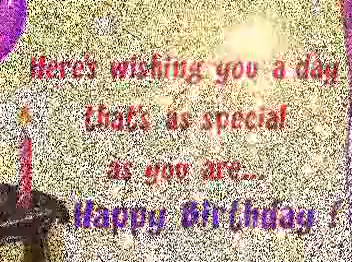 Here's wishing you a day
that's as special
as you are...
Happy Birthday !